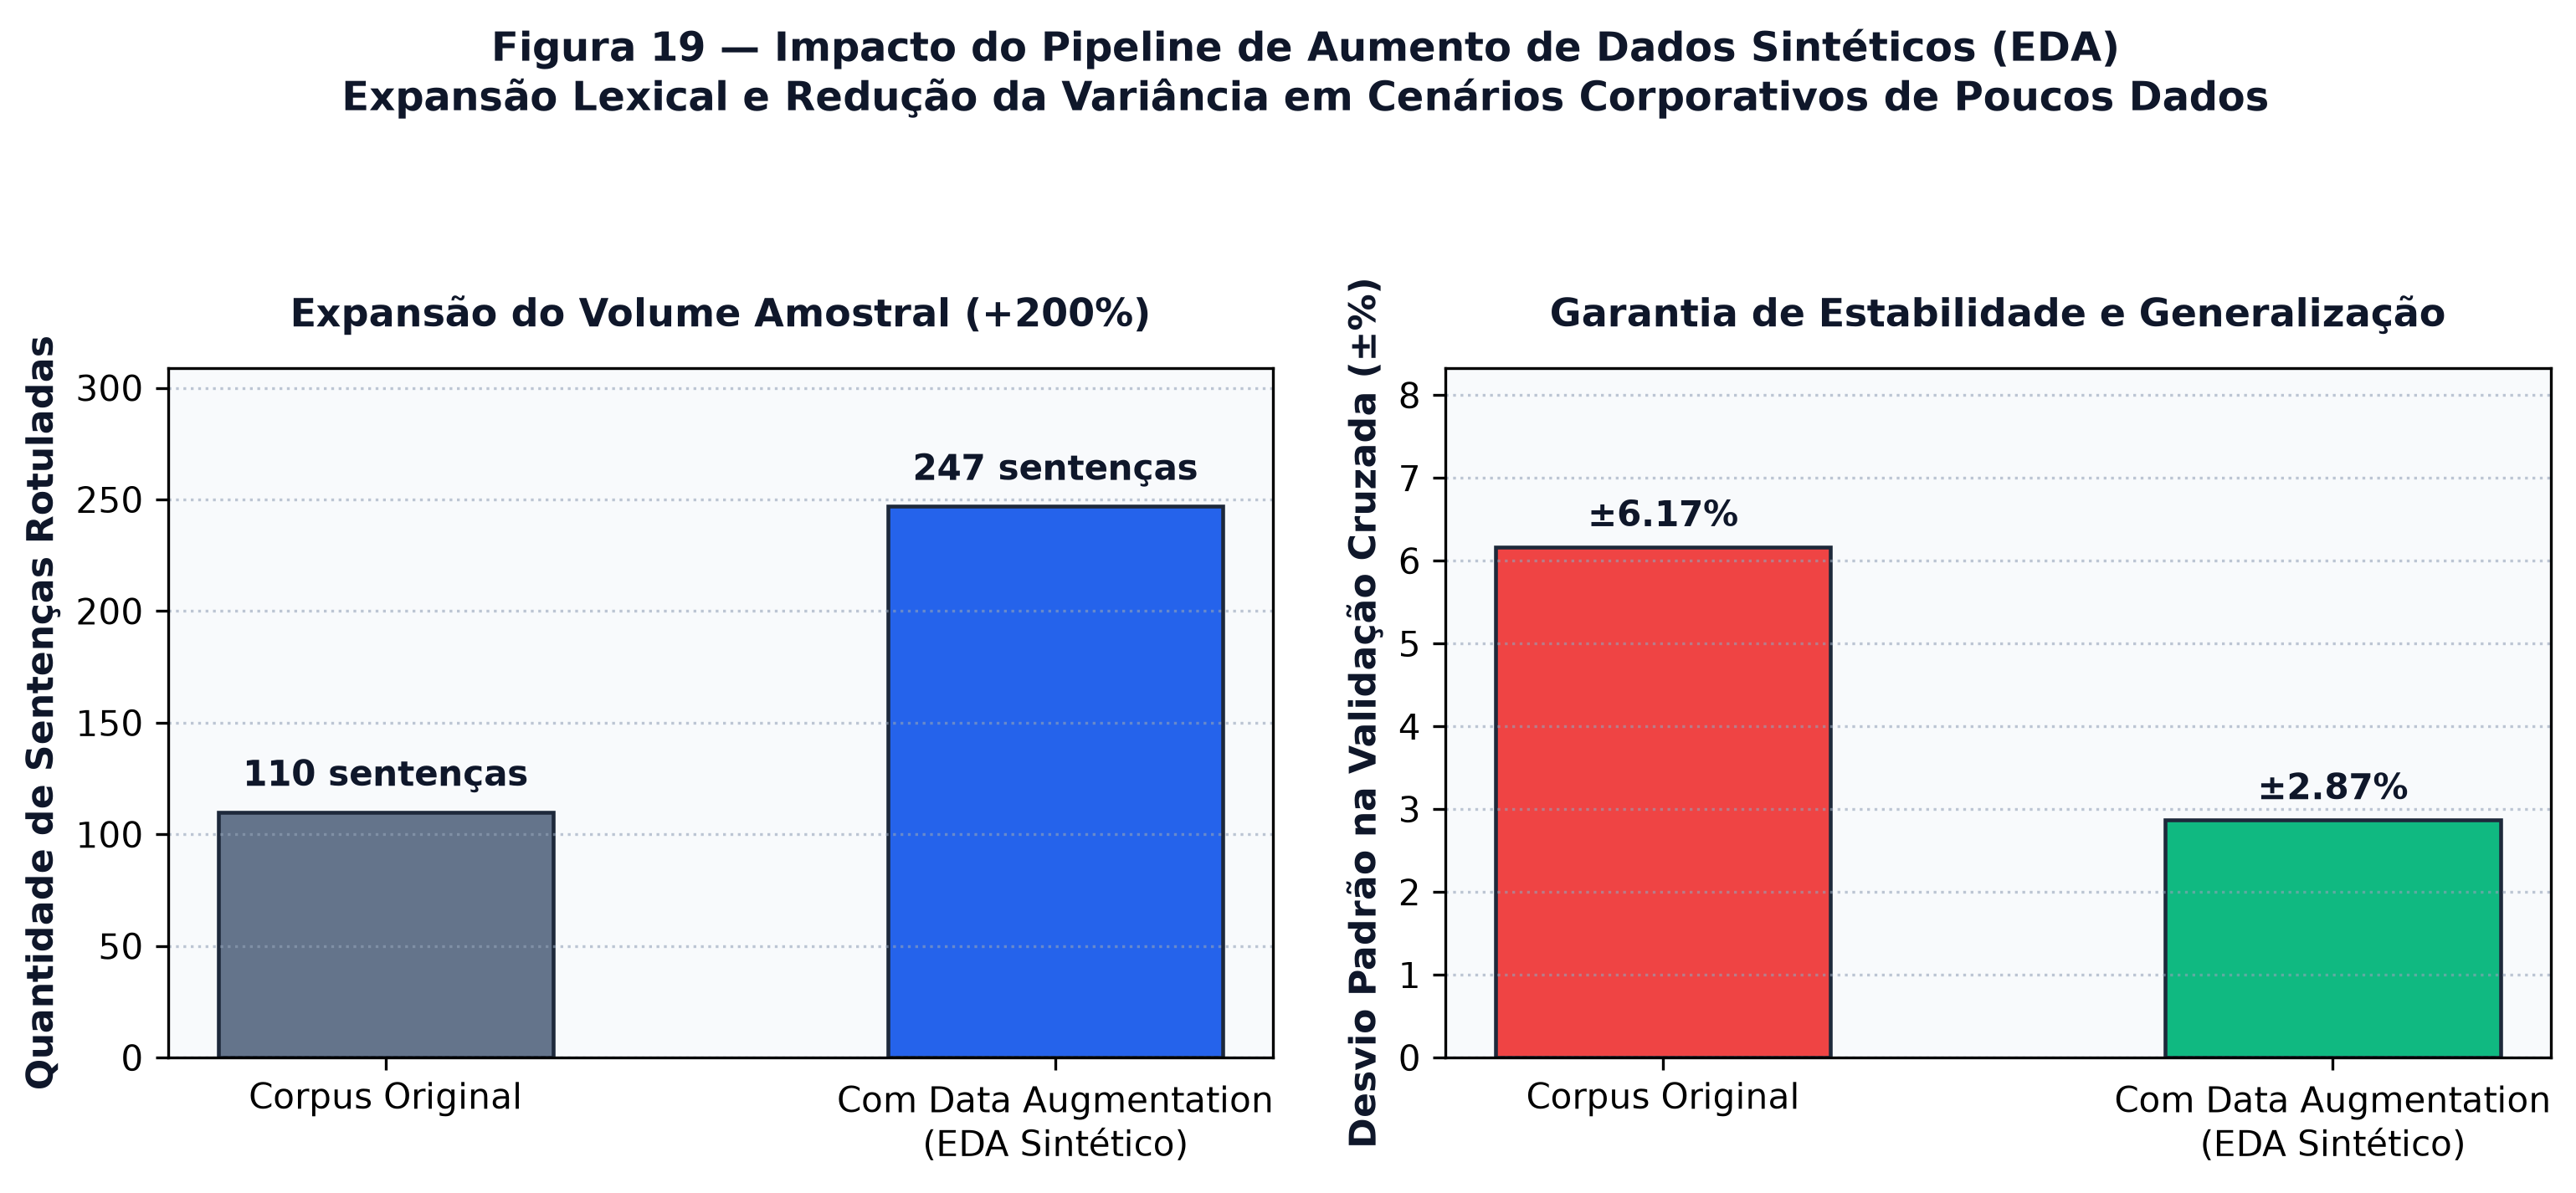 Figura 19 — Impacto do Pipeline de Aumento de Dados Sintéticos (EDA)
Expansão Lexical e Redução da Variância em Cenários Corporativos de Poucos Dados
Expansão do Volume Amostral (+200%)
Quantidade de Sentenças Rotuladas
300
250
200
150
100
50
0
110 sentenças
247 sentenças
Corpus Original
Com Data Augmentation
(EDA Sintético)
Garantia de Estabilidade e Generalização
Desvio Padrão na Validação Cruzada (±%)
8
7
6
5
4
3
2
1
0
±6.17%
±2.87%
Corpus Original
Com Data Augmentation
(EDA Sintético)